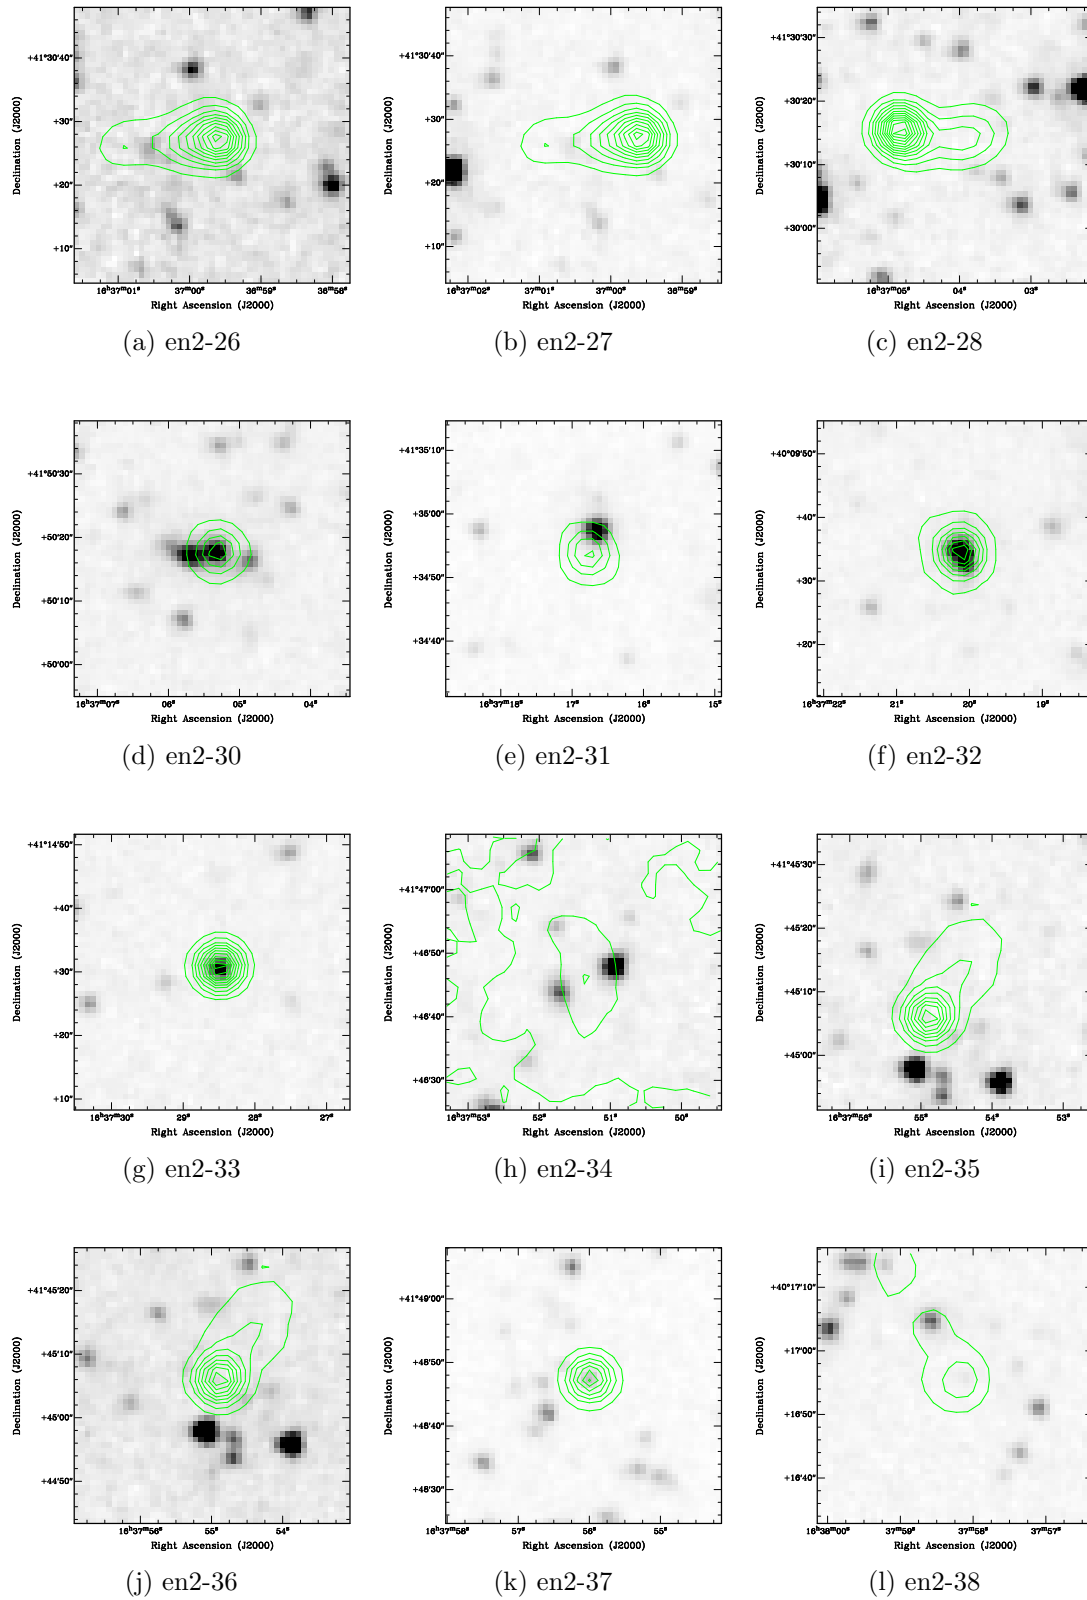 +41°30'40"
+30"
+20"
+10"
Declination (J2000)
16ʰ37ᵐ01ˢ 37ᵐ00ˢ 36ᵐ59ˢ 36ᵐ58ˢ
Right Ascension (J2000)
(a) en2-26
+41°30'40"
+30"
+20"
+10"
Declination (J2000)
16ʰ37ᵐ02ˢ 37ᵐ01ˢ 37ᵐ00ˢ 36ᵐ59ˢ
Right Ascension (J2000)
(b) en2-27
+41°30'30"
30'20"
+30'10"
+30'00"
Declination (J2000)
16ʰ37ᵐ05ˢ 04ˢ 03ˢ
Right Ascension (J2000)
(c) en2-28
+41°50'30"
+50'20"
+50'10"
+50'00"
Declination (J2000)
16ʰ37ᵐ07ˢ 06ˢ 05ˢ 04ˢ
Right Ascension (J2000)
(d) en2-30
+41°35'10"
+35'00"
+34'50"
+34'40"
Declination (J2000)
16ʰ37ᵐ18ˢ 17ˢ 16ˢ 15ˢ
Right Ascension (J2000)
(e) en2-31
+40°09'50"
+40"
+30"
+20"
Declination (J2000)
16ʰ37ᵐ22ˢ 21ˢ 20ˢ 19ˢ
Right Ascension (J2000)
(f) en2-32
+41°14'50"
+40"
+30"
+20"
+10"
Declination (J2000)
16ʰ37ᵐ30ˢ 29ˢ 28ˢ 27ˢ
Right Ascension (J2000)
(g) en2-33
+41°47'00"
+46'50"
+46'40"
+46'30"
Declination (J2000)
16ʰ37ᵐ53ˢ 52ˢ 51ˢ 50ˢ
Right Ascension (J2000)
(h) en2-34
+41°45'30"
+45'20"
+45'10"
+45'00"
Declination (J2000)
16ʰ37ᵐ56ˢ 55ˢ 54ˢ 53ˢ
Right Ascension (J2000)
(i) en2-35
+41°45'20"
+45'10"
+45'00"
+44'50"
Declination (J2000)
16ʰ37ᵐ56ˢ 55ˢ 54ˢ
Right Ascension (J2000)
(j) en2-36
+41°49'00"
+48'50"
+48'40"
+48'30"
Declination (J2000)
16ʰ37ᵐ58ˢ 57ˢ 56ˢ 55ˢ
Right Ascension (J2000)
(k) en2-37
+40°17'10"
+17'00"
+16'50"
+16'40"
Declination (J2000)
16ʰ38ᵐ00ˢ 37ᵐ59ˢ 37ᵐ58ˢ 37ᵐ57ˢ
Right Ascension (J2000)
(l) en2-38